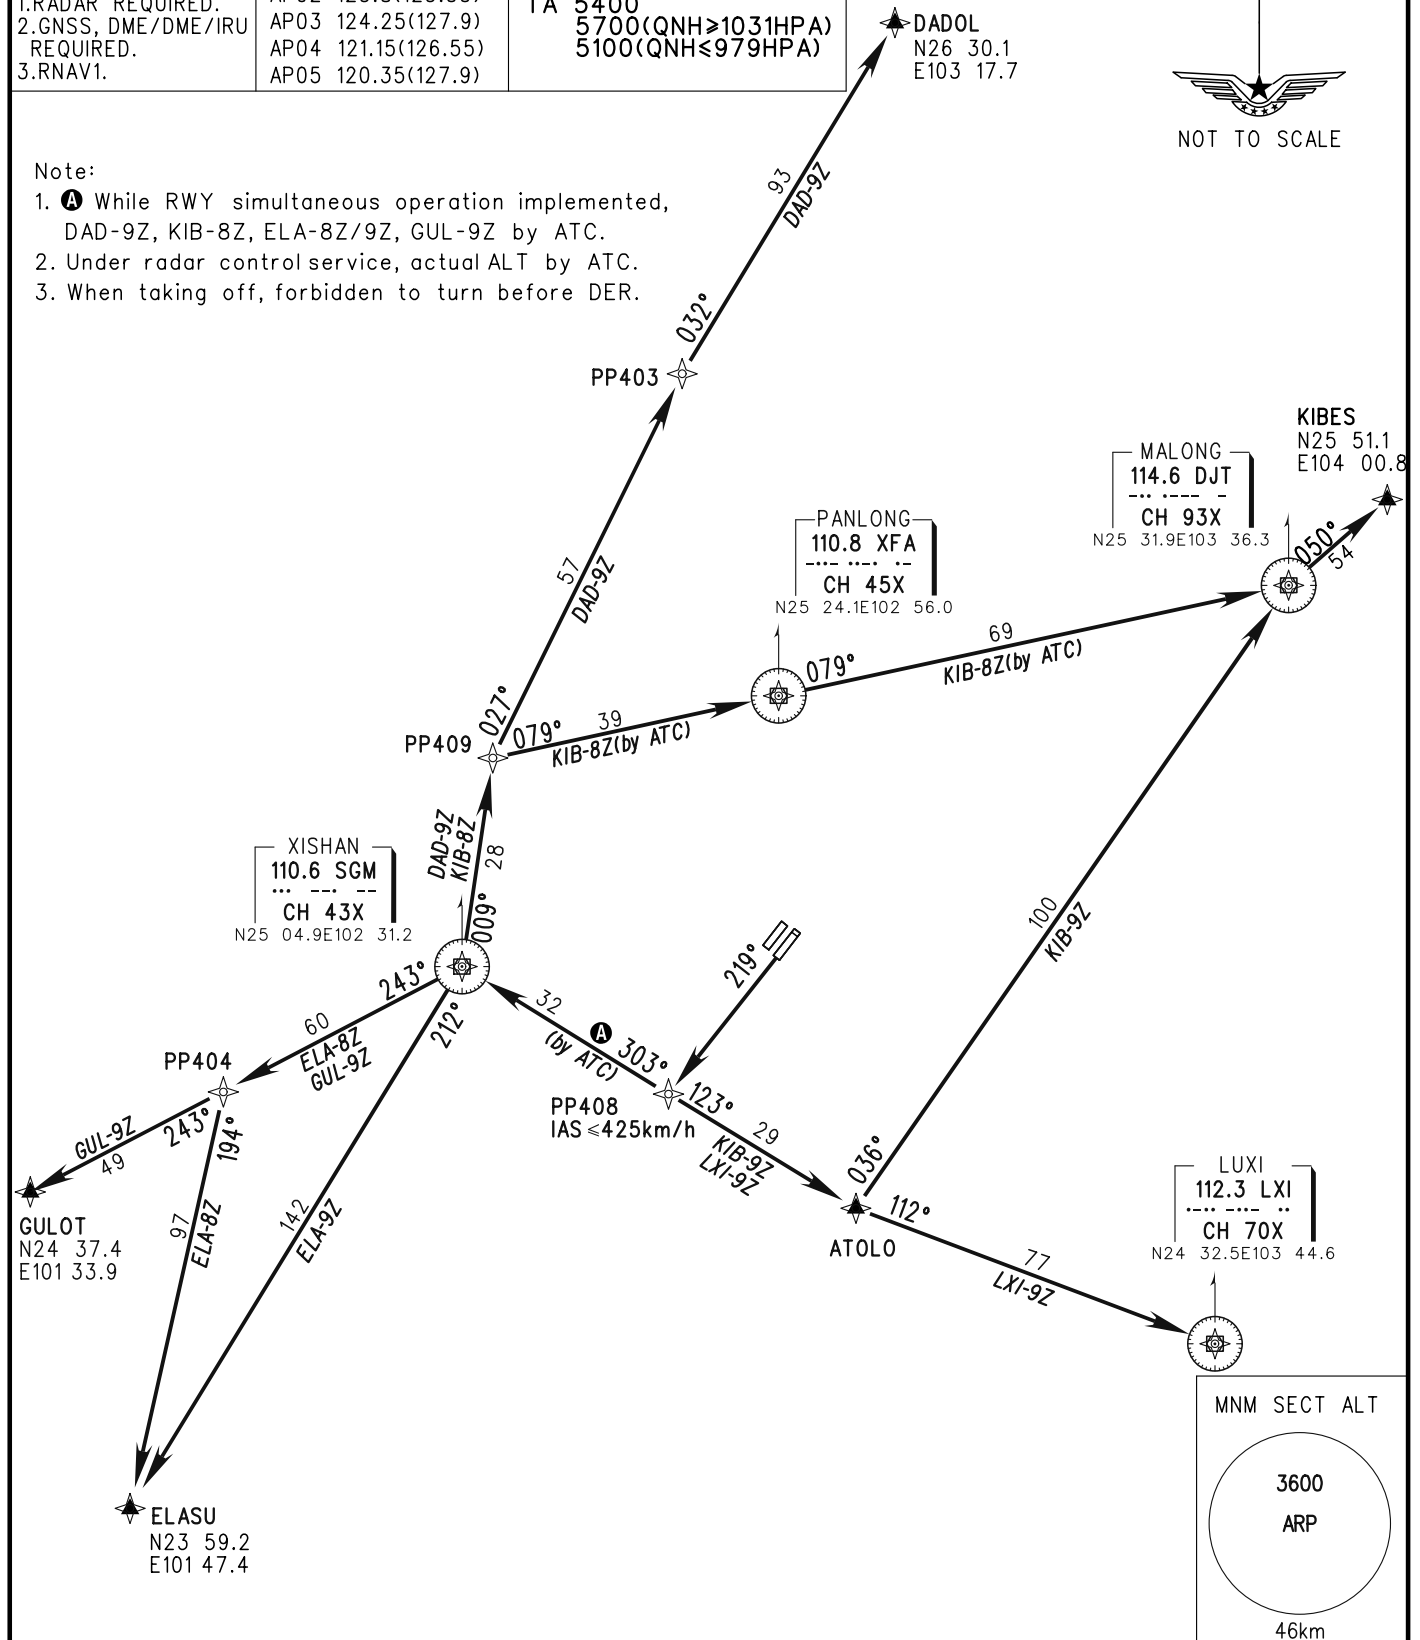 1.RADAR REQUIRED.
2.GNSS, DME/DME/IRU
REQUIRED.
3.RNAV1.
AP03 124.25(127.9)
AP04 121.15(126.55)
AP05 120.35(127.9)
TA 5400
5700(QNH≥1031HPA)
5100(QNH≤979HPA)
DADOL
N26 30.1
E103 17.7
NOT TO SCALE
Note:
1. A While RWY simultaneous operation implemented,
DAD-9Z, KIB-8Z, ELA-8Z/9Z, GUL-9Z by ATC.
2. Under radar control service, actual ALT by ATC.
3. When taking off, forbidden to turn before DER.
93
DAD-9Z
032°
PP403
KIBES
N25 51.1
E104 00.8
MALONG
114.6 DJT
CH 93X
N25 31.9E103 36.3
050°
54
PANLONG
110.8 XFA
CH 45X
N25 24.1E102 56.0
57
DAD-9Z
69
KIB-8Z(by ATC)
079°
027°
PP409
079°
39
KIB-8Z(by ATC)
DAD-9Z
KIB-8Z
28
XISHAN
110.6 SGM
CH 43X
N25 04.9E102 31.2
009°
100
KIB-9Z
219°
243°
212°
32
A
(by ATC)
303°
60
ELA-8Z
GUL-9Z
PP404
PP408
IAS≤425km/h
123°
29
KIB-9Z
LXI-9Z
036°
GUL-9Z
49
243°
194°
GULOT
N24 37.4
E101 33.9
97
ELA-8Z
142
ELA-9Z
112°
ATOLO
77
LXI-9Z
LUXI
112.3 LXI
CH 70X
N24 32.5E103 44.6
ELASU
N23 59.2
E101 47.4
MNM SECT ALT
3600
ARP
46km